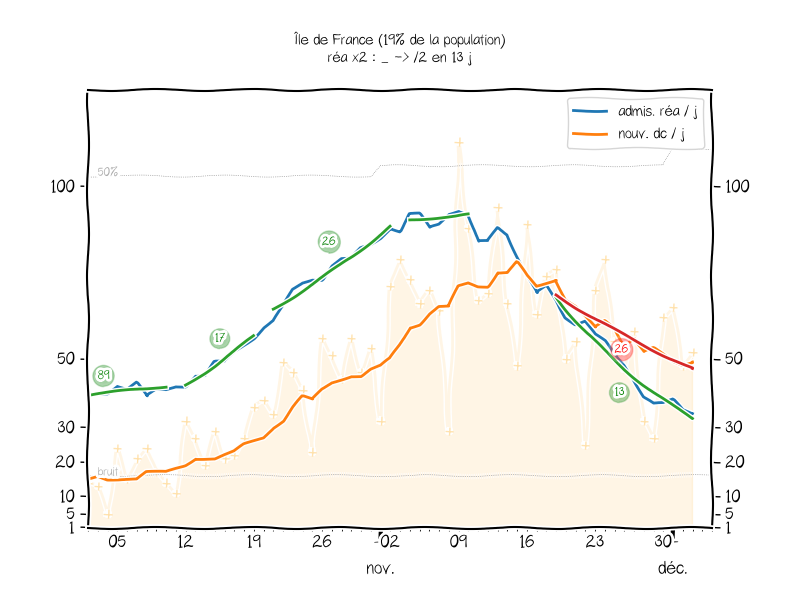 Île de France (19% de la population)
réa x2 : _ -> /2 en 13 j
admis. réa / j
nouv. dc / j
50%
100
100
26
17
89
50
50
26
13
30
30
20
20
bruit
10
10
5
5
1
1
05 12 19 26 02 09 16 23 30
nov. déc.